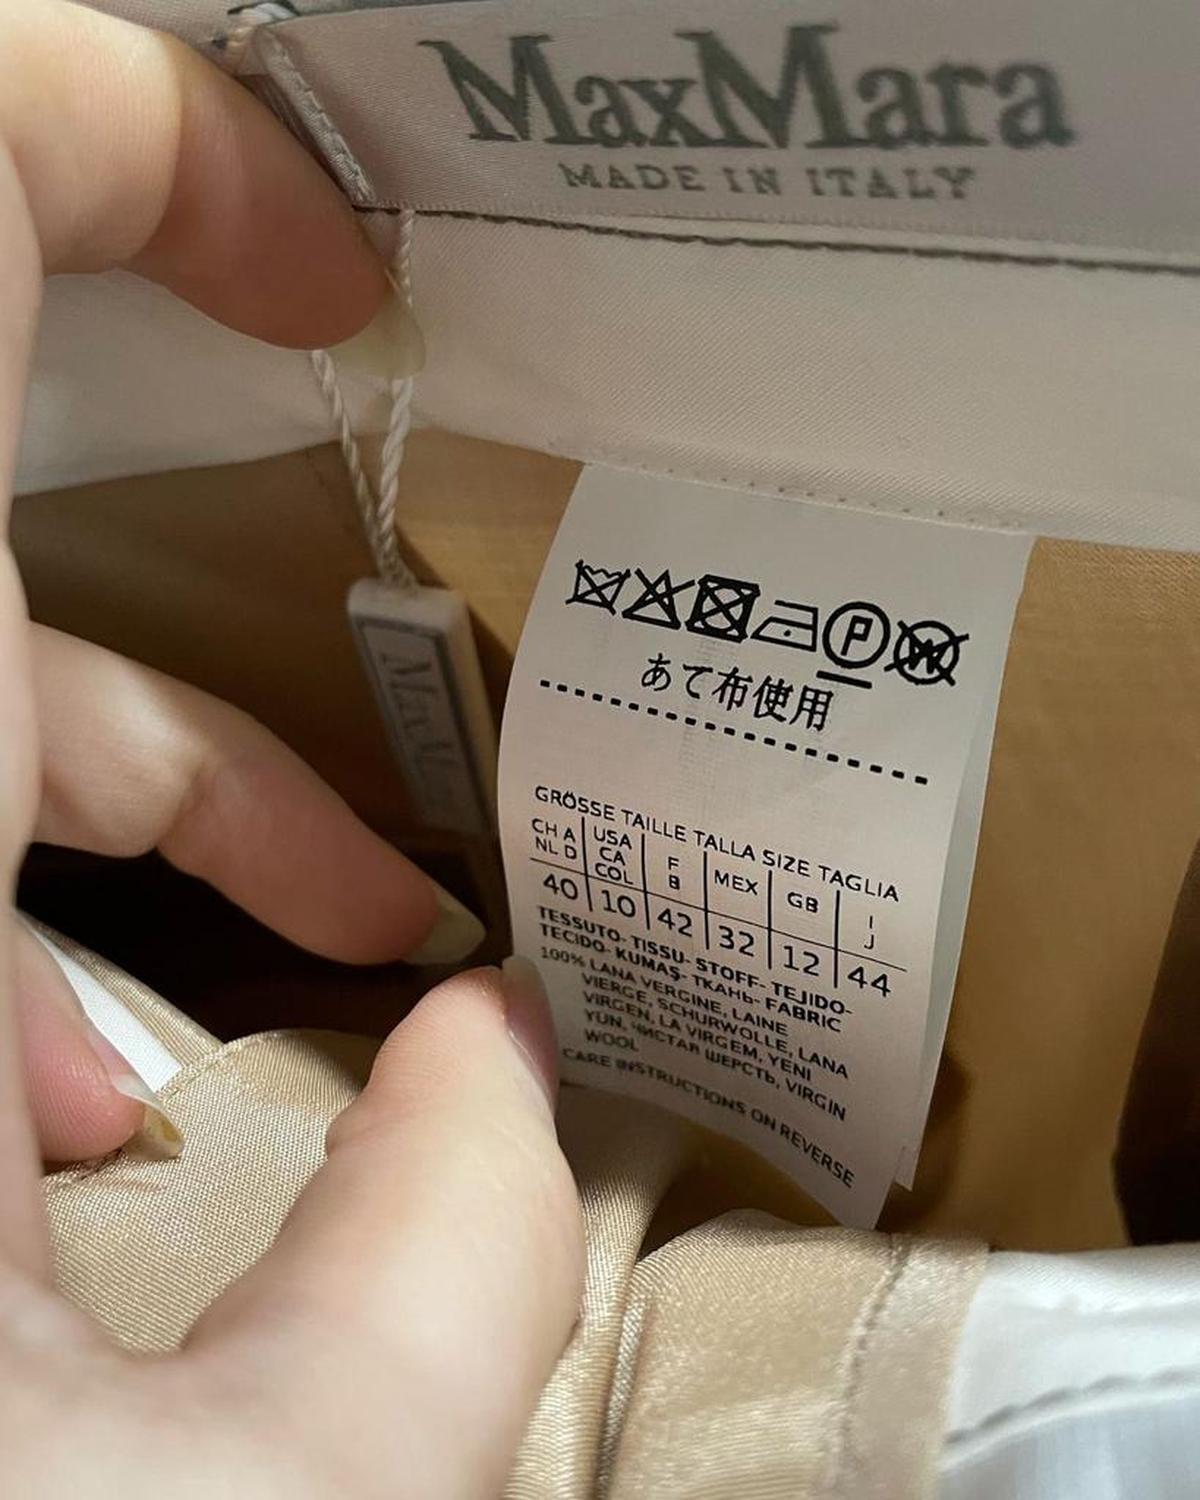 MaxMara
MADE IN ITALY
MaxM
P
W
あて布使用
GRÖSSE TAILLE TALLA SIZE TAGLIA
CH A NL D | USA CA COL | F B | MEX | GB | I J
40 | 10 | 42 | 32 | 12 | 44
TESSUTO- TISSU- STOFF- TEJIDO-
TECIDO- KUMAŞ- ТКАНЬ- FABRIC
100% LANA VERGINE, LAINE
VIERGE, SCHURWOLLE, LANA
VIRGEN, LA VIRGEM, YENI
YUN, ЧИСТАЯ ШЕРСТЬ, VIRGIN
WOOL
CARE INSTRUCTIONS ON REVERSE